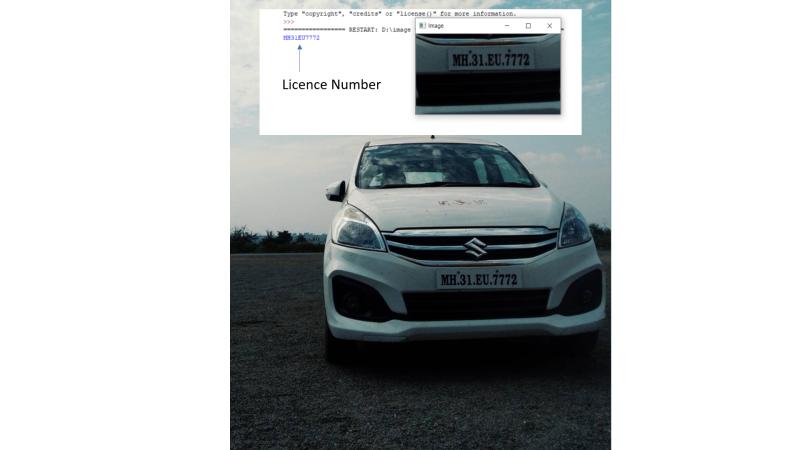 Type "copyright", "credits" or "license()" for more information.
>>>
================= RESTART: D:\image
MH31EU7772
Licence Number
Image
MH.31.EU.7772
MH.31.EU.7772